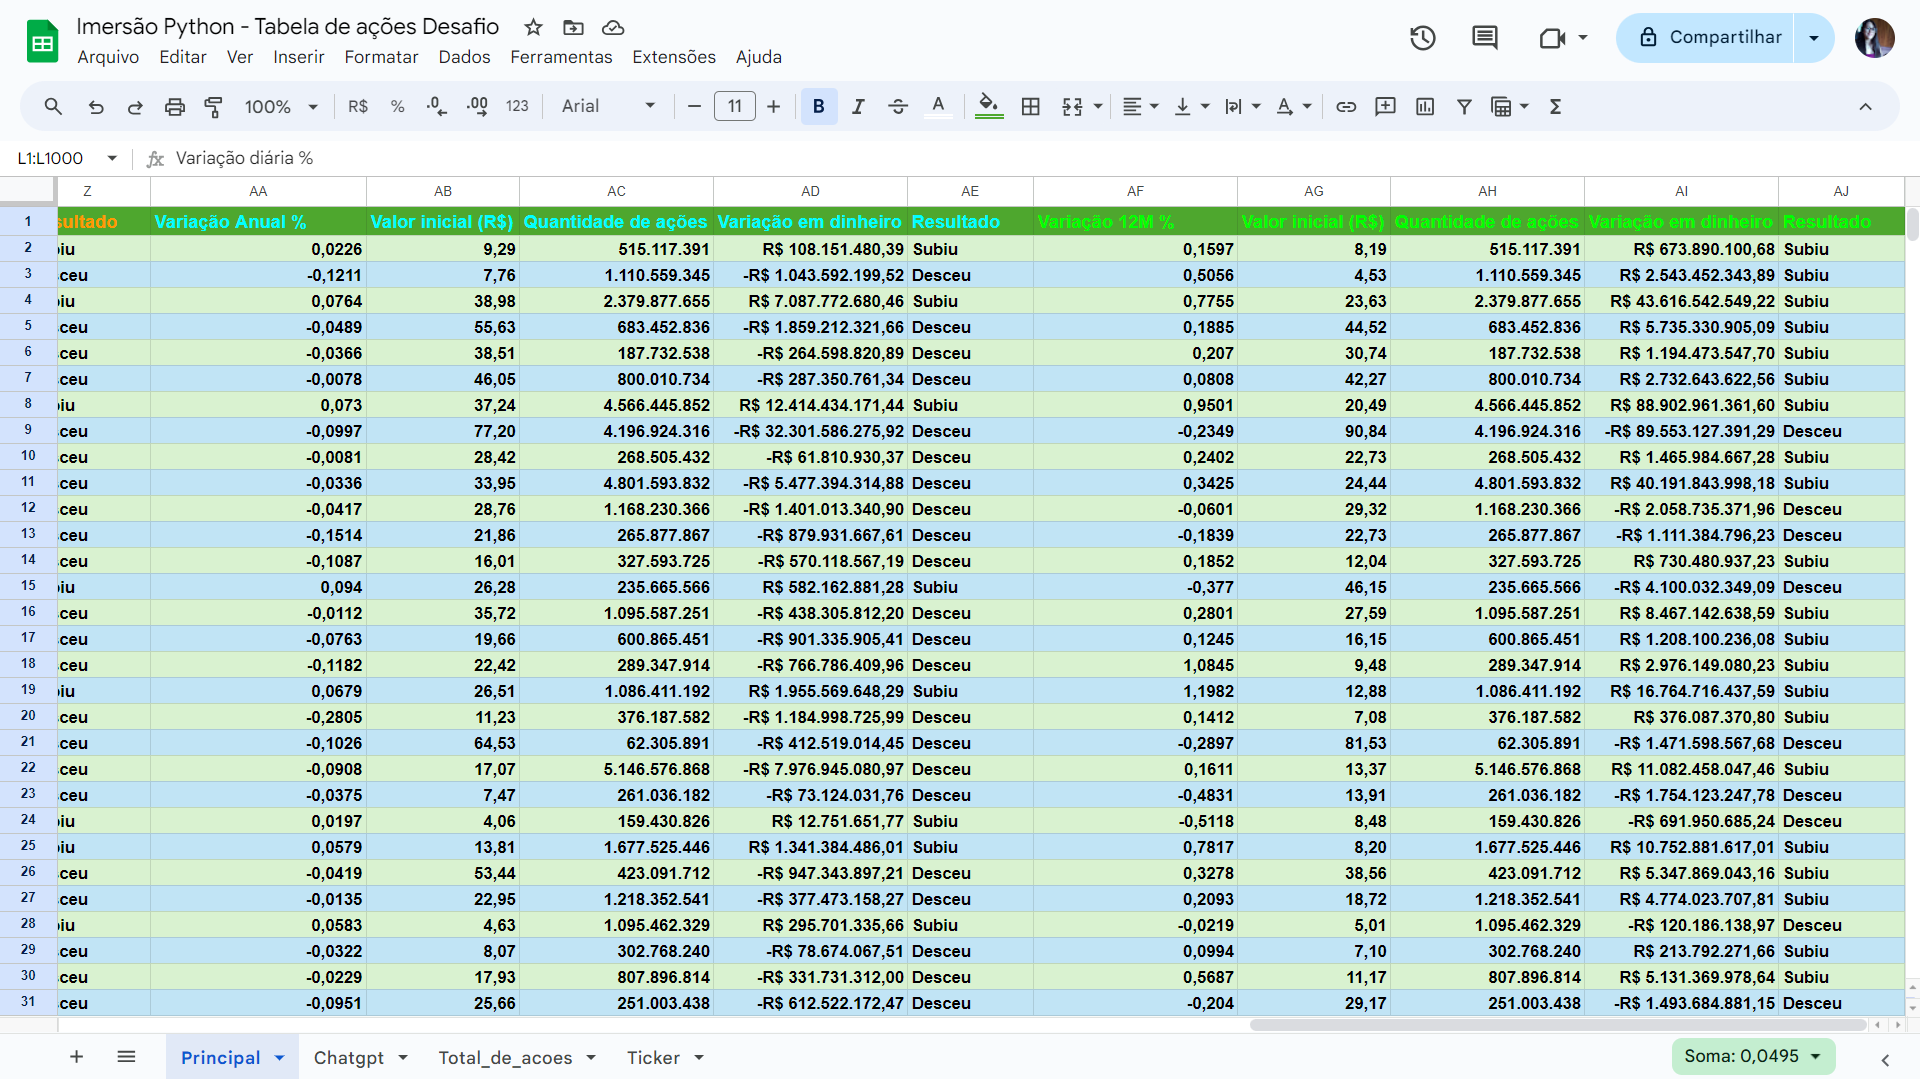 Imersão Python - Tabela de ações Desafio
Arquivo Editar Ver Inserir Formatar Dados Ferramentas Extensões Ajuda
Compartilhar
100% R$ % .0 .00 123 Arial 11 B I A
L1:L1000 fx Variação diária %
Z AA AB AC AD AE AF AG AH AI AJ
1 sultado Variação Anual % Valor inicial (R$) Quantidade de ações Variação em dinheiro Resultado Variação 12M % Valor inicial (R$) Quantidade de ações Variação em dinheiro Resultado
2 iu 0,0226 9,29 515.117.391 R$ 108.151.480,39 Subiu 0,1597 8,19 515.117.391 R$ 673.890.100,68 Subiu
3 ceu -0,1211 7,76 1.110.559.345 -R$ 1.043.592.199,52 Desceu 0,5056 4,53 1.110.559.345 R$ 2.543.452.343,89 Subiu
4 iu 0,0764 38,98 2.379.877.655 R$ 7.087.772.680,46 Subiu 0,7755 23,63 2.379.877.655 R$ 43.616.542.549,22 Subiu
5 ceu -0,0489 55,63 683.452.836 -R$ 1.859.212.321,66 Desceu 0,1885 44,52 683.452.836 R$ 5.735.330.905,09 Subiu
6 ceu -0,0366 38,51 187.732.538 -R$ 264.598.820,89 Desceu 0,207 30,74 187.732.538 R$ 1.194.473.547,70 Subiu
7 ceu -0,0078 46,05 800.010.734 -R$ 287.350.761,34 Desceu 0,0808 42,27 800.010.734 R$ 2.732.643.622,56 Subiu
8 iu 0,073 37,24 4.566.445.852 R$ 12.414.434.171,44 Subiu 0,9501 20,49 4.566.445.852 R$ 88.902.961.361,60 Subiu
9 ceu -0,0997 77,20 4.196.924.316 -R$ 32.301.586.275,92 Desceu -0,2349 90,84 4.196.924.316 -R$ 89.553.127.391,29 Desceu
10 ceu -0,0081 28,42 268.505.432 -R$ 61.810.930,37 Desceu 0,2402 22,73 268.505.432 R$ 1.465.984.667,28 Subiu
11 ceu -0,0336 33,95 4.801.593.832 -R$ 5.477.394.314,88 Desceu 0,3425 24,44 4.801.593.832 R$ 40.191.843.998,18 Subiu
12 ceu -0,0417 28,76 1.168.230.366 -R$ 1.401.013.340,90 Desceu -0,0601 29,32 1.168.230.366 -R$ 2.058.735.371,96 Desceu
13 ceu -0,1514 21,86 265.877.867 -R$ 879.931.667,61 Desceu -0,1839 22,73 265.877.867 -R$ 1.111.384.796,23 Desceu
14 ceu -0,1087 16,01 327.593.725 -R$ 570.118.567,19 Desceu 0,1852 12,04 327.593.725 R$ 730.480.937,23 Subiu
15 iu 0,094 26,28 235.665.566 R$ 582.162.881,28 Subiu -0,377 46,15 235.665.566 -R$ 4.100.032.349,09 Desceu
16 ceu -0,0112 35,72 1.095.587.251 -R$ 438.305.812,20 Desceu 0,2801 27,59 1.095.587.251 R$ 8.467.142.638,59 Subiu
17 ceu -0,0763 19,66 600.865.451 -R$ 901.335.905,41 Desceu 0,1245 16,15 600.865.451 R$ 1.208.100.236,08 Subiu
18 ceu -0,1182 22,42 289.347.914 -R$ 766.786.409,96 Desceu 1,0845 9,48 289.347.914 R$ 2.976.149.080,23 Subiu
19 iu 0,0679 26,51 1.086.411.192 R$ 1.955.569.648,29 Subiu 1,1982 12,88 1.086.411.192 R$ 16.764.716.437,59 Subiu
20 ceu -0,2805 11,23 376.187.582 -R$ 1.184.998.725,99 Desceu 0,1412 7,08 376.187.582 R$ 376.087.370,80 Subiu
21 ceu -0,1026 64,53 62.305.891 -R$ 412.519.014,45 Desceu -0,2897 81,53 62.305.891 -R$ 1.471.598.567,68 Desceu
22 ceu -0,0908 17,07 5.146.576.868 -R$ 7.976.945.080,97 Desceu 0,1611 13,37 5.146.576.868 R$ 11.082.458.047,46 Subiu
23 ceu -0,0375 7,47 261.036.182 -R$ 73.124.031,76 Desceu -0,4831 13,91 261.036.182 -R$ 1.754.123.247,78 Desceu
24 iu 0,0197 4,06 159.430.826 R$ 12.751.651,77 Subiu -0,5118 8,48 159.430.826 -R$ 691.950.685,24 Desceu
25 iu 0,0579 13,81 1.677.525.446 R$ 1.341.384.486,01 Subiu 0,7817 8,20 1.677.525.446 R$ 10.752.881.617,01 Subiu
26 ceu -0,0419 53,44 423.091.712 -R$ 947.343.897,21 Desceu 0,3278 38,56 423.091.712 R$ 5.347.869.043,16 Subiu
27 ceu -0,0135 22,95 1.218.352.541 -R$ 377.473.158,27 Desceu 0,2093 18,72 1.218.352.541 R$ 4.774.023.707,81 Subiu
28 iu 0,0583 4,63 1.095.462.329 R$ 295.701.335,66 Subiu -0,0219 5,01 1.095.462.329 -R$ 120.186.138,97 Desceu
29 ceu -0,0322 8,07 302.768.240 -R$ 78.674.067,51 Desceu 0,0994 7,10 302.768.240 R$ 213.792.271,66 Subiu
30 ceu -0,0229 17,93 807.896.814 -R$ 331.731.312,00 Desceu 0,5687 11,17 807.896.814 R$ 5.131.369.978,64 Subiu
31 ceu -0,0951 25,66 251.003.438 -R$ 612.522.172,47 Desceu -0,204 29,17 251.003.438 -R$ 1.493.684.881,15 Desceu
Principal Chatgpt Total_de_acoes Ticker Soma: 0,0495